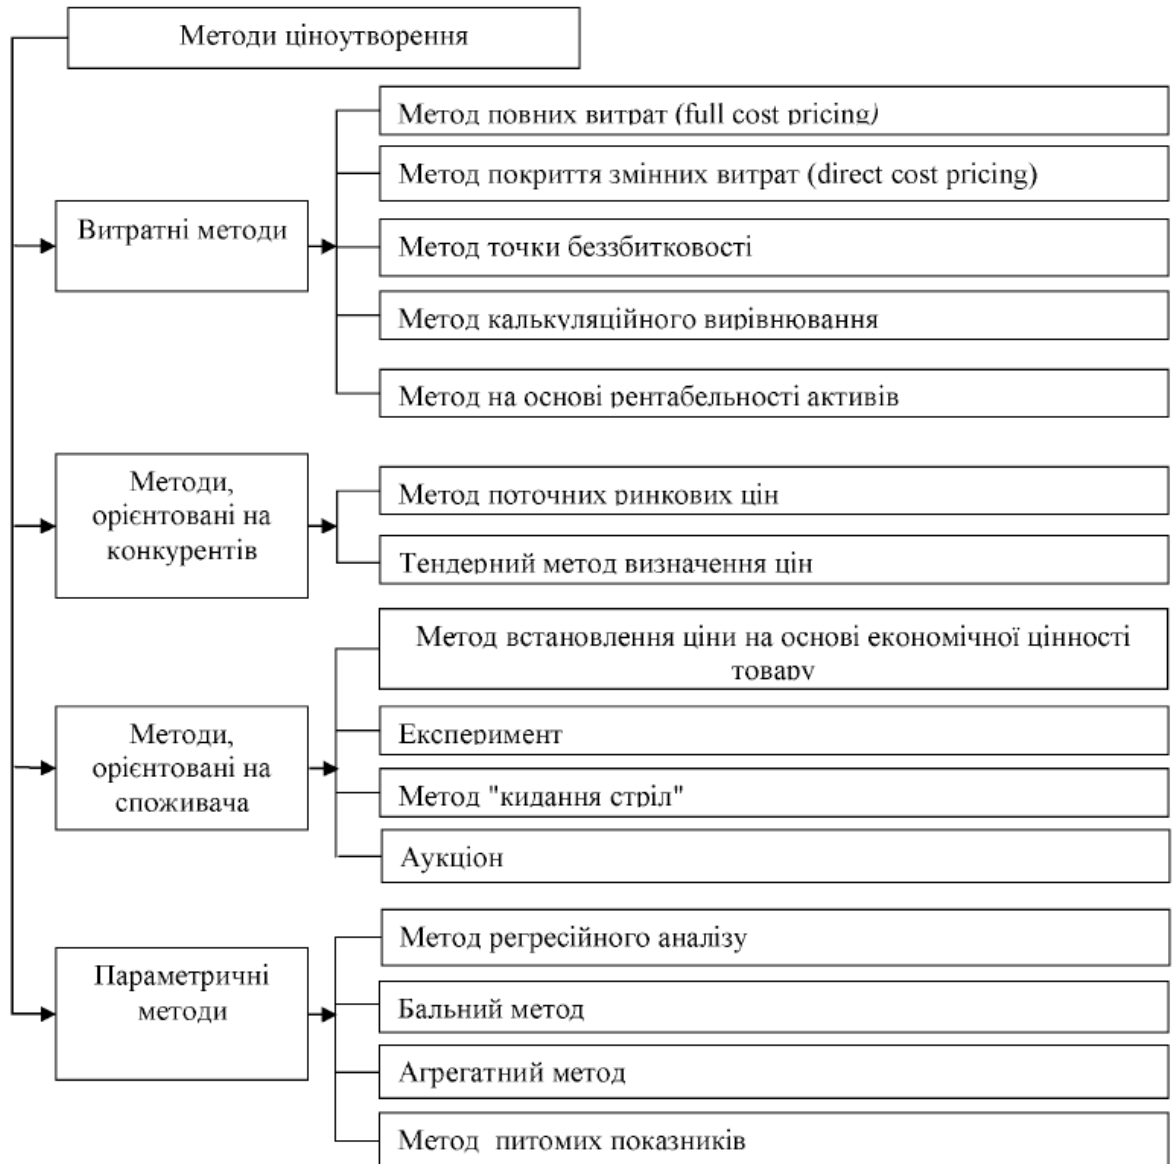 Методи ціноутворення
Витратні методи
Метод повних витрат (full cost pricing)
Метод покриття змінних витрат (direct cost pricing)
Метод точки беззбитковості
Метод калькуляційного вирівнювання
Метод на основі рентабельності активів
Методи,
орієнтовані на
конкурентів
Метод поточних ринкових цін
Тендерний метод визначення цін
Методи,
орієнтовані на
споживача
Метод встановлення ціни на основі економічної цінності
товару
Експеримент
Метод "кидання стріл"
Аукціон
Параметричні
методи
Метод регресійного аналізу
Бальний метод
Агрегатний метод
Метод питомих показників